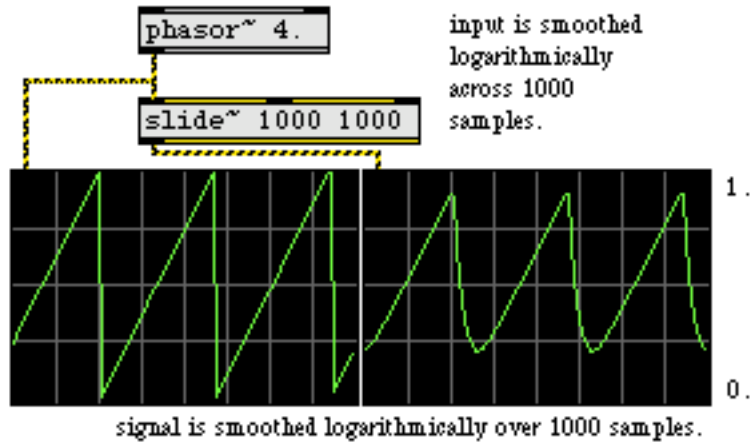 phasor~ 4.
input is smoothed
logarithmically
across 1000
samples.
slide~ 1000 1000
1.
0.
signal is smoothed logarithmically over 1000 samples.